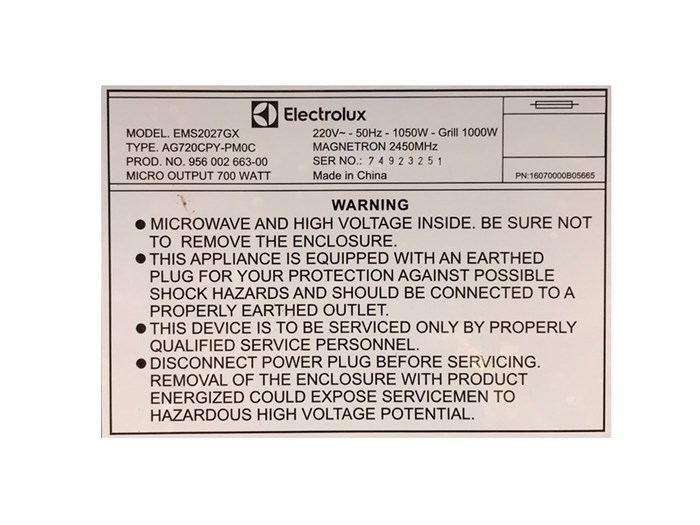 Electrolux
MODEL. EMS2027GX
TYPE. AG720CPY-PM0C
PROD. NO. 956 002 663-00
MICRO OUTPUT 700 WATT
220V~ - 50Hz - 1050W - Grill 1000W
MAGNETRON 2450MHz
SER NO.: 74923251
Made in China
PN:16070000B05665
WARNING
● MICROWAVE AND HIGH VOLTAGE INSIDE. BE SURE NOT
TO REMOVE THE ENCLOSURE.
● THIS APPLIANCE IS EQUIPPED WITH AN EARTHED
PLUG FOR YOUR PROTECTION AGAINST POSSIBLE
SHOCK HAZARDS AND SHOULD BE CONNECTED TO A
PROPERLY EARTHED OUTLET.
● THIS DEVICE IS TO BE SERVICED ONLY BY PROPERLY
QUALIFIED SERVICE PERSONNEL.
● DISCONNECT POWER PLUG BEFORE SERVICING.
REMOVAL OF THE ENCLOSURE WITH PRODUCT
ENERGIZED COULD EXPOSE SERVICEMEN TO
HAZARDOUS HIGH VOLTAGE POTENTIAL.